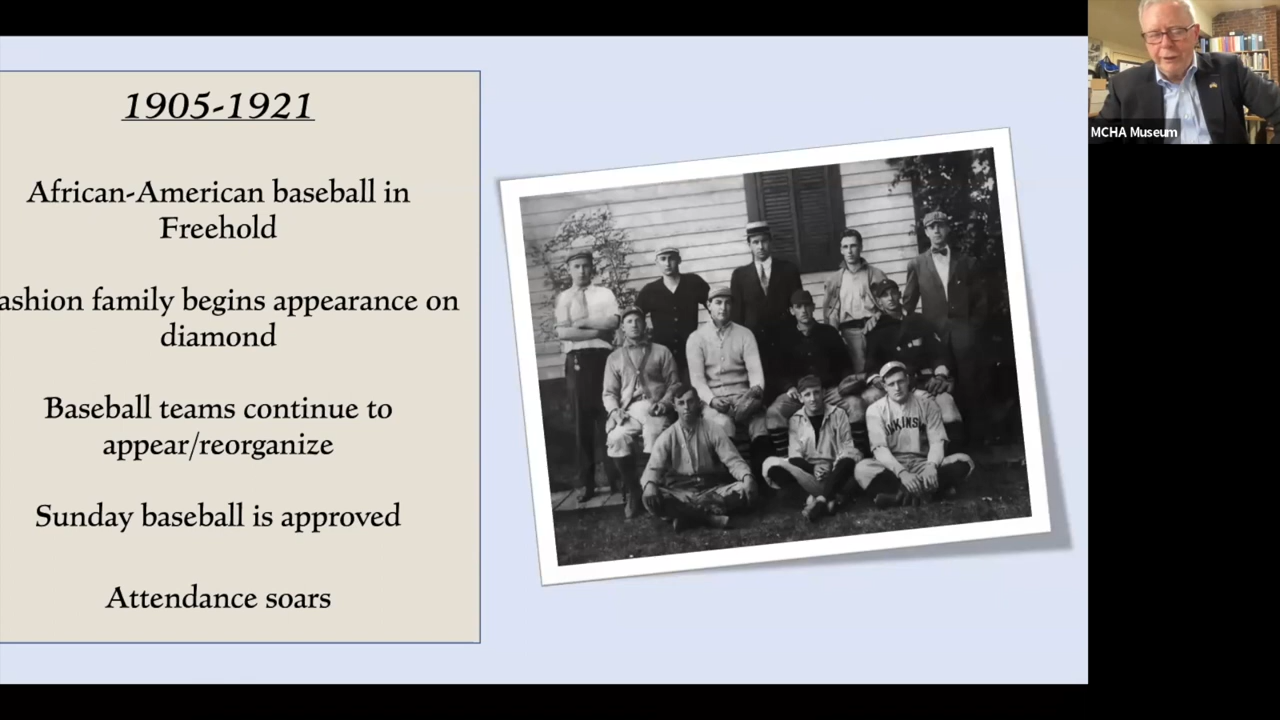 1905-1921
African-American baseball in
Freehold
ashion family begins appearance on
diamond
Baseball teams continue to
appear/reorganize
Sunday baseball is approved
Attendance soars
MCHA Museum